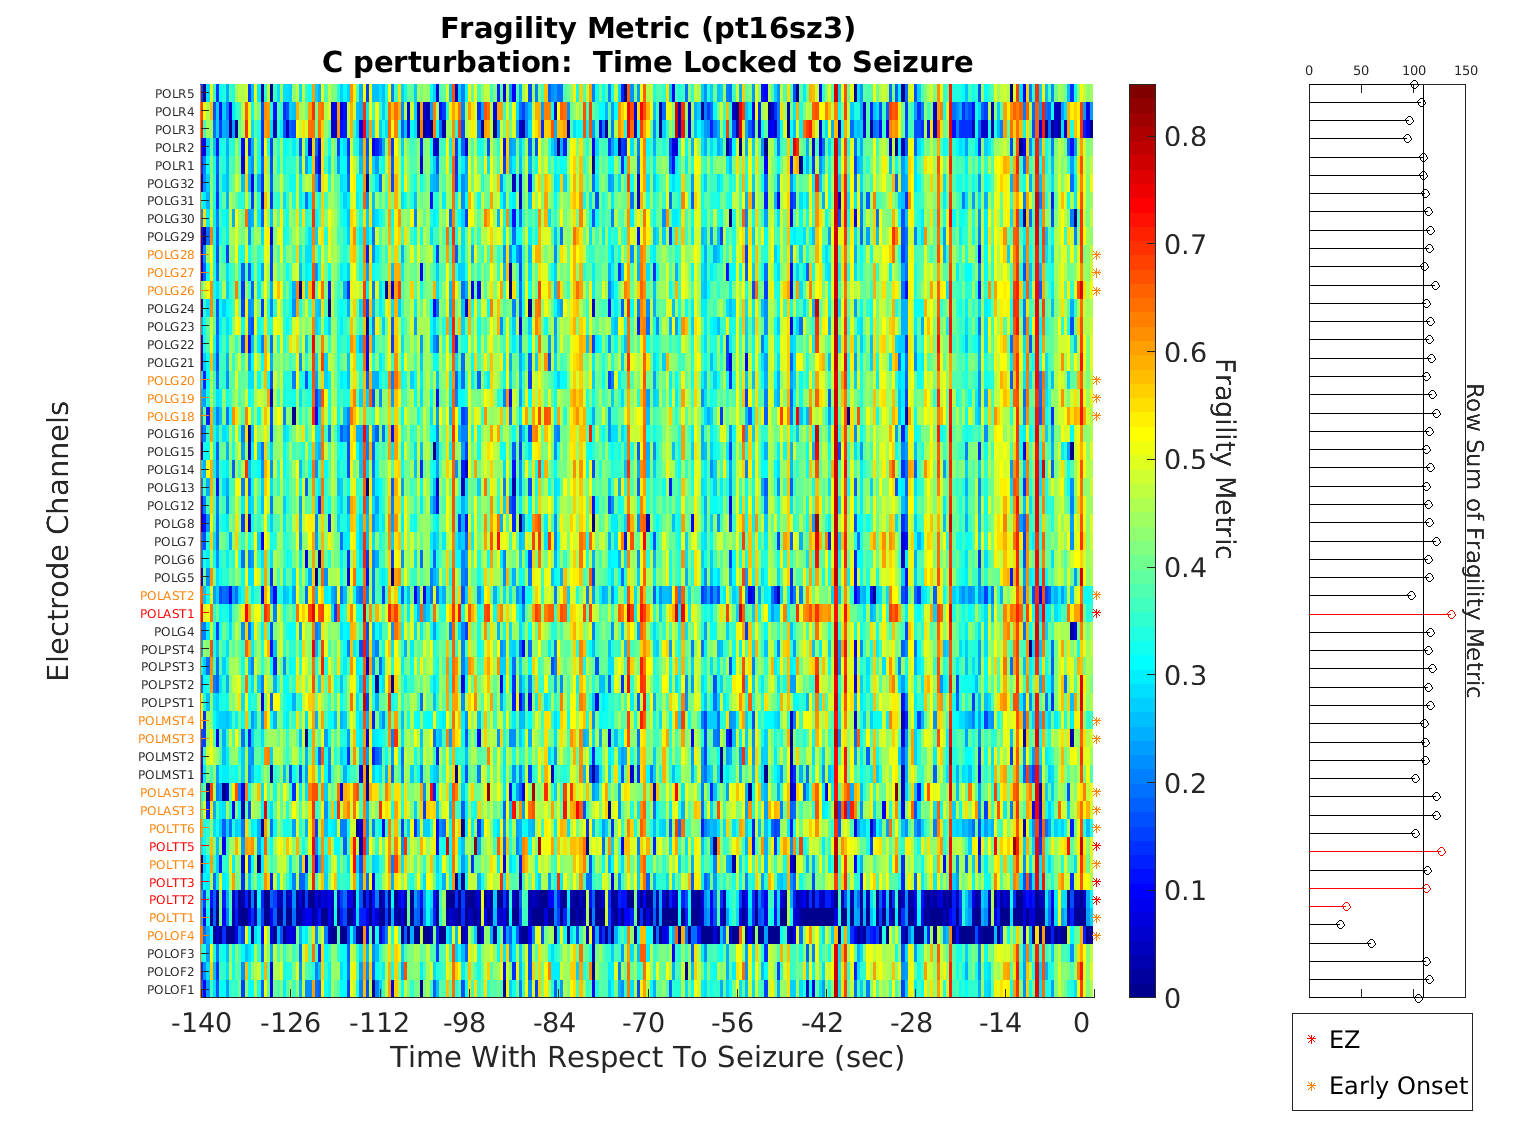 Fragility Metric (pt16sz3)
C perturbation:  Time Locked to Seizure
Electrode Channels
POLR5
POLR4
POLR3
POLR2
POLR1
POLG32
POLG31
POLG30
POLG29
POLG28
POLG27
POLG26
POLG24
POLG23
POLG22
POLG21
POLG20
POLG19
POLG18
POLG16
POLG15
POLG14
POLG13
POLG12
POLG8
POLG7
POLG6
POLG5
POLAST2
POLAST1
POLG4
POLPST4
POLPST3
POLPST2
POLPST1
POLMST4
POLMST3
POLMST2
POLMST1
POLAST4
POLAST3
POLTT6
POLTT5
POLTT4
POLTT3
POLTT2
POLTT1
POLOF4
POLOF3
POLOF2
POLOF1
-140 -126 -112 -98 -84 -70 -56 -42 -28 -14 0
Time With Respect To Seizure (sec)
0.8
0.7
0.6
0.5
0.4
0.3
0.2
0.1
0
Fragility Metric
0 50 100 150
Row Sum of Fragility Metric
EZ
Early Onset